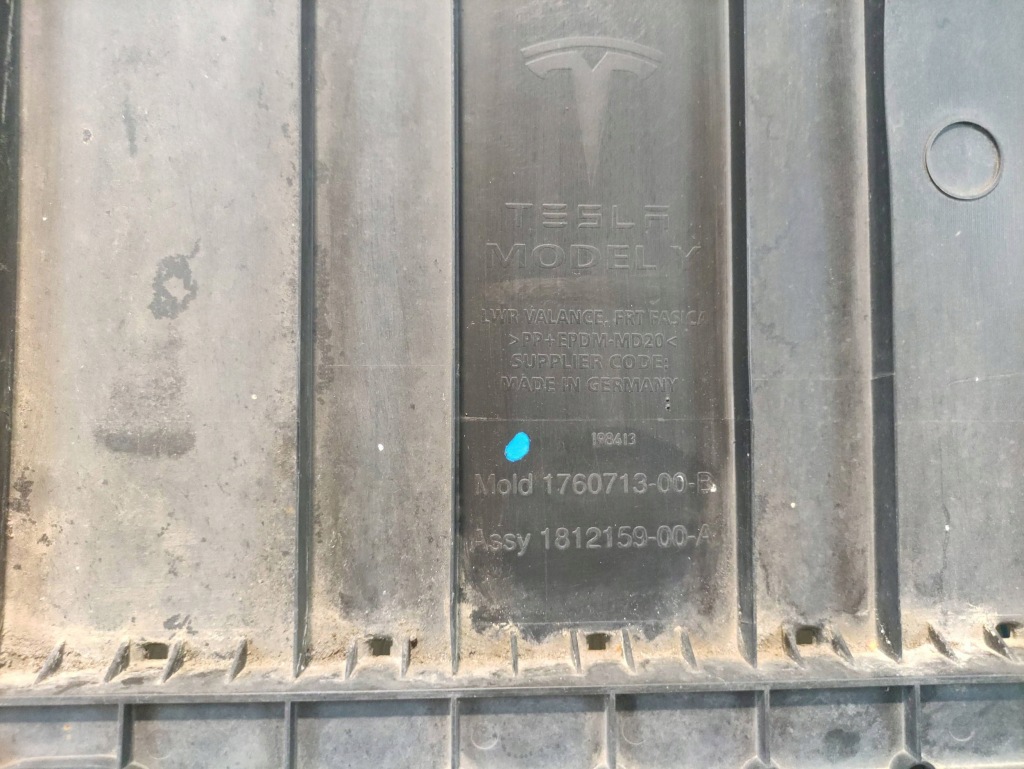 TESLA
MODEL Y
LWR VALANCE, FRT FASCIA
>PP+EPDM-MD20<
SUPPLIER CODE:
MADE IN GERMANY
198413
Mold 1760713-00-B
Assy 1812159-00-A